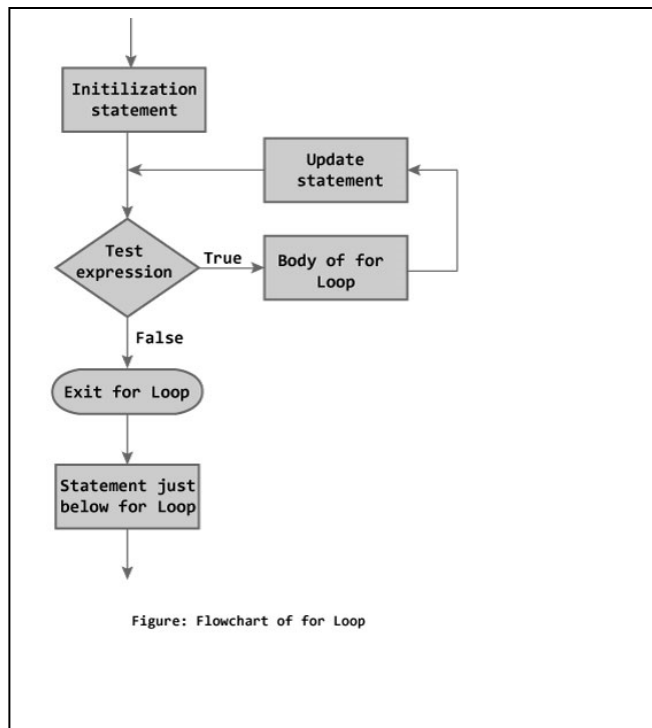 Initilization
statement
Update
statement
Test
expression
True
Body of for
Loop
False
Exit for Loop
Statement just
below for Loop
Figure: Flowchart of for Loop